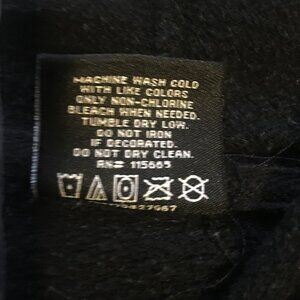 MACHINE WASH COLD
WITH LIKE COLORS
ONLY NON-CHLORINE
BLEACH WHEN NEEDED.
TUMBLE DRY LOW.
DO NOT IRON
IF DECORATED.
DO NOT DRY CLEAN.
RN# 115665